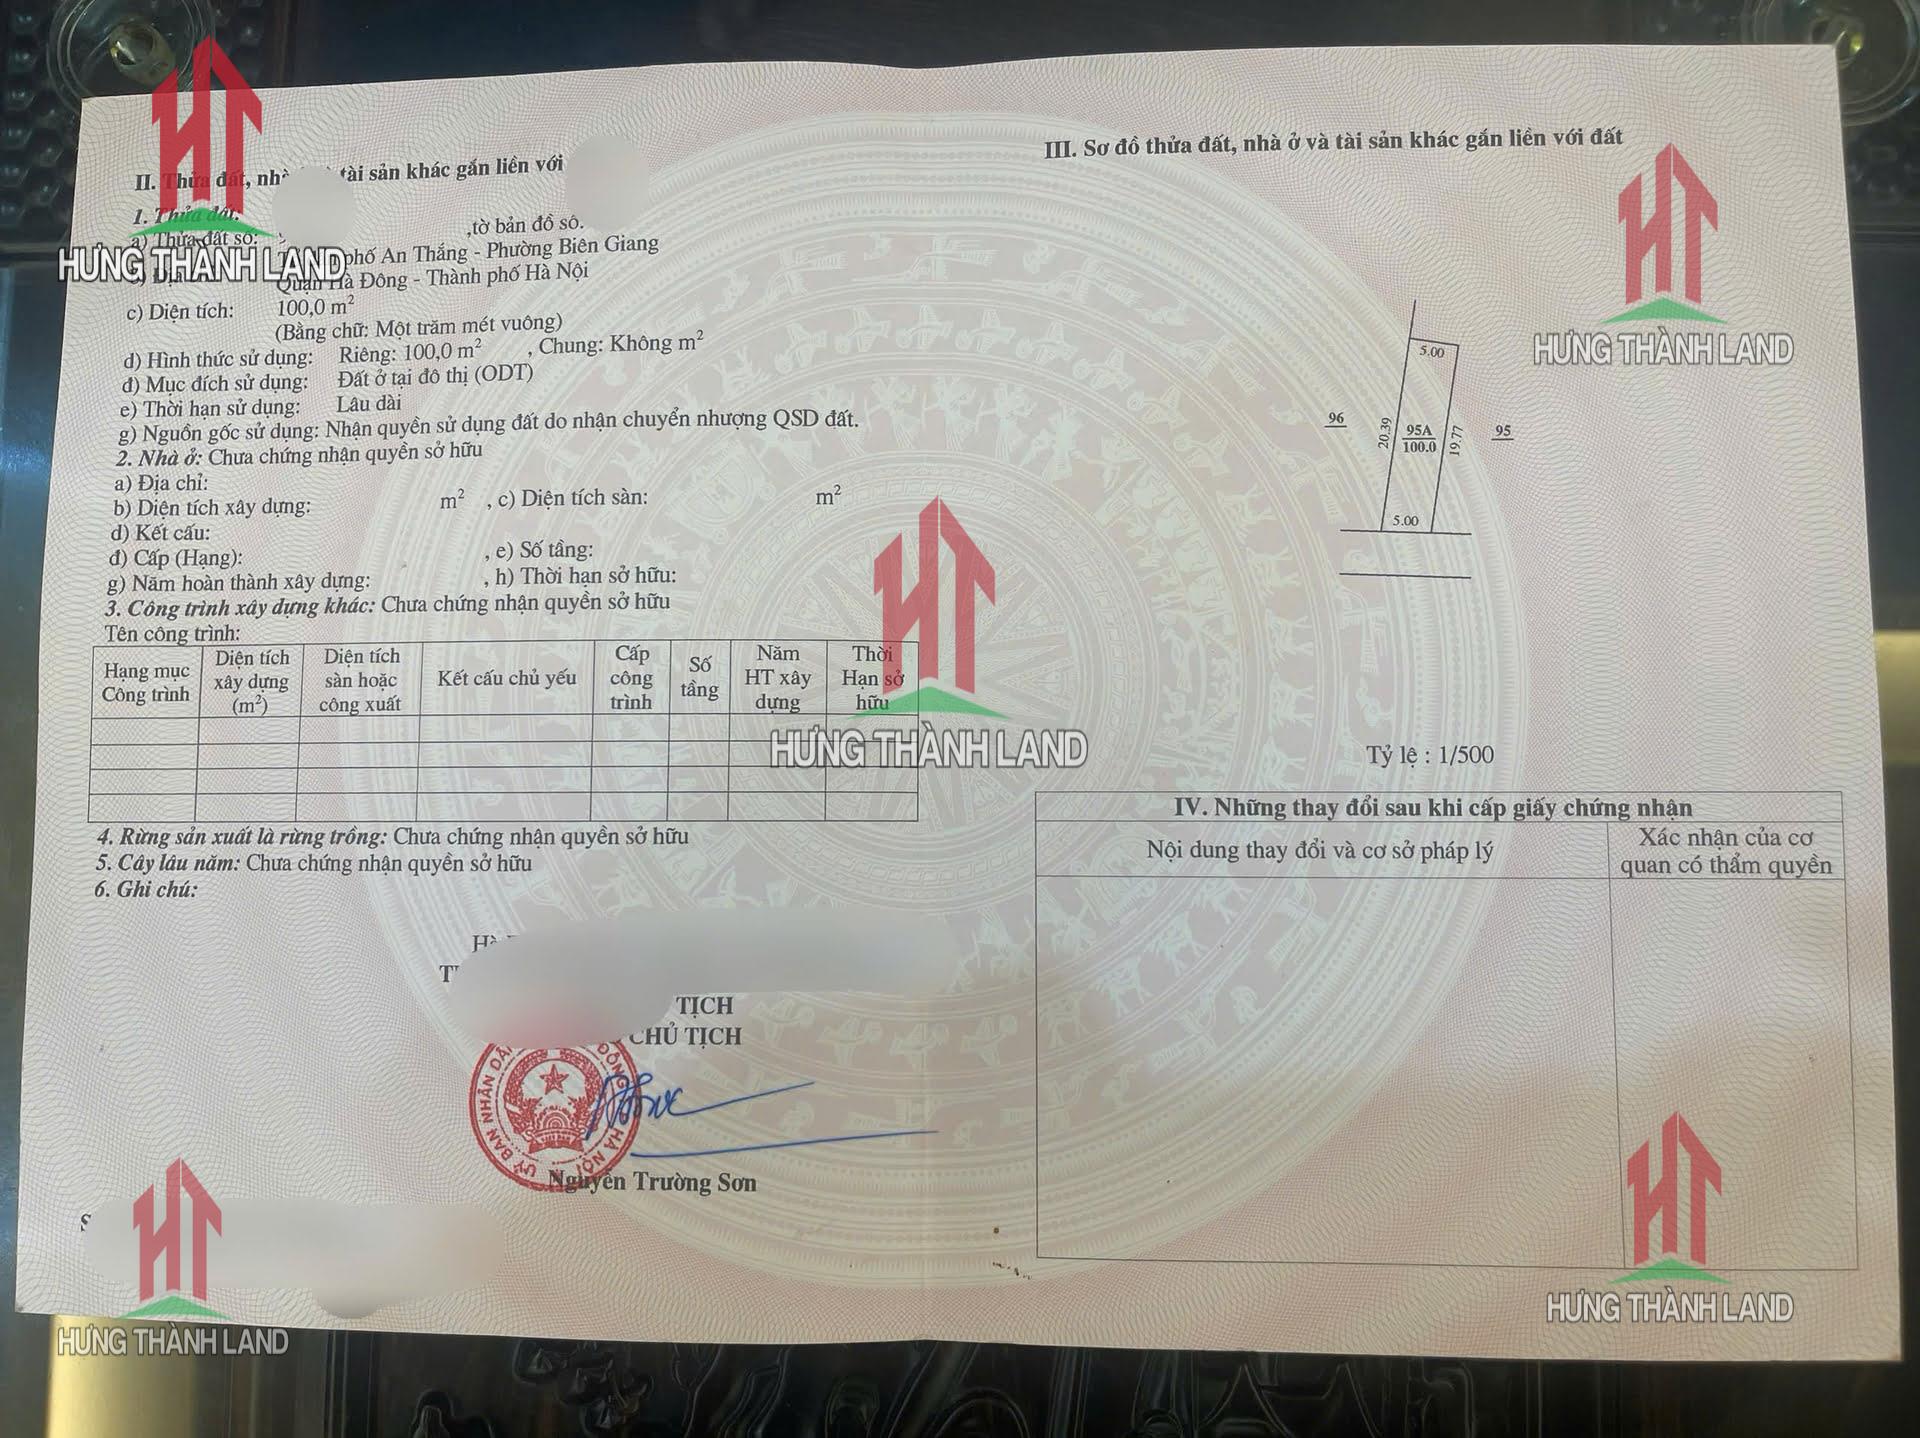 II. Thửa đất, nhà tài sản khác gắn liền với
1. Thửa đất:
a) Thửa đất số: ,tờ bản đồ số.
phố An Thắng - Phường Biên Giang
Quận Hà Đông - Thành phố Hà Nội
c) Diện tích: 100,0 m²
(Bằng chữ: Một trăm mét vuông)
d) Hình thức sử dụng: Riêng: 100,0 m² , Chung: Không m²
đ) Mục đích sử dụng: Đất ở tại đô thị (ODT)
e) Thời hạn sử dụng: Lâu dài
g) Nguồn gốc sử dụng: Nhận quyền sử dụng đất do nhận chuyển nhượng QSD đất.
2. Nhà ở: Chưa chứng nhận quyền sở hữu
a) Địa chỉ:
b) Diện tích xây dựng: m² , c) Diện tích sàn: m²
d) Kết cấu:
đ) Cấp (Hạng): , e) Số tầng:
g) Năm hoàn thành xây dựng: , h) Thời hạn sở hữu:
3. Công trình xây dựng khác: Chưa chứng nhận quyền sở hữu
Tên công trình:
Hạng mục Công trình
Diện tích xây dựng (m²)
Diện tích sàn hoặc công xuất
Kết cấu chủ yếu
Cấp công trình
Số tầng
Năm HT xây dựng
Thời Hạn sở hữu
4. Rừng sản xuất là rừng trồng: Chưa chứng nhận quyền sở hữu
5. Cây lâu năm: Chưa chứng nhận quyền sở hữu
6. Ghi chú:
TỊCH
CHỦ TỊCH
ỦY BAN NHÂN DÂN ĐÔNG HÀ NỘI
Nguyễn Trường Sơn
III. Sơ đồ thửa đất, nhà ở và tài sản khác gắn liền với đất
5.00
96
20.39
95A
100.0
19.77
95
5.00
Tỷ lệ : 1/500
IV. Những thay đổi sau khi cấp giấy chứng nhận
Nội dung thay đổi và cơ sở pháp lý
Xác nhận của cơ quan có thẩm quyền
HƯNG THÀNH LAND
HƯNG THÀNH LAND
HƯNG THÀNH LAND
HƯNG THÀNH LAND
HƯNG THÀNH LAND